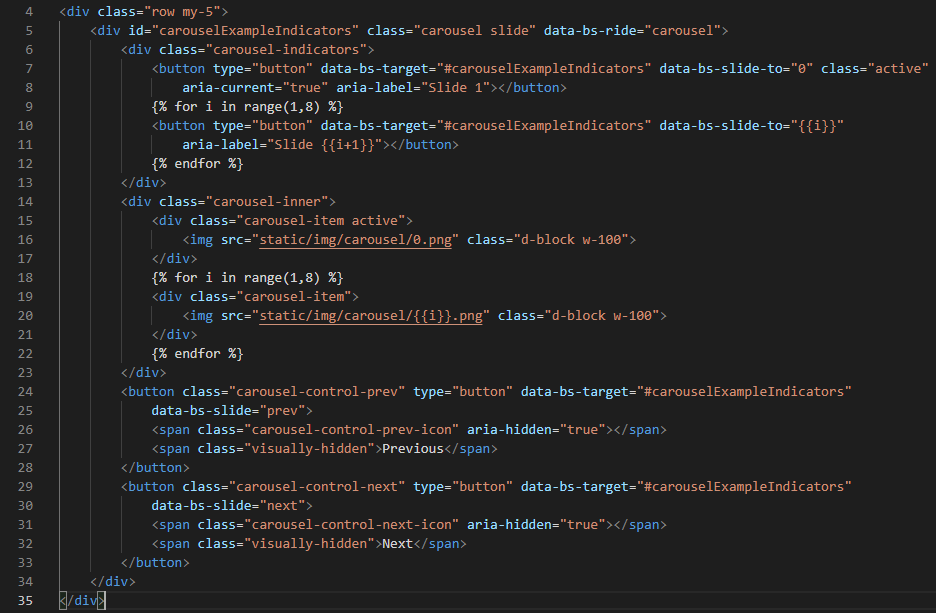 4 <div class="row my-5">
5 <div id="carouselExampleIndicators" class="carousel slide" data-bs-ride="carousel">
6 <div class="carousel-indicators">
7 <button type="button" data-bs-target="#carouselExampleIndicators" data-bs-slide-to="0" class="active"
8 aria-current="true" aria-label="Slide 1"></button>
9 {% for i in range(1,8) %}
10 <button type="button" data-bs-target="#carouselExampleIndicators" data-bs-slide-to="{{i}}"
11 aria-label="Slide {{i+1}}"></button>
12 {% endfor %}
13 </div>
14 <div class="carousel-inner">
15 <div class="carousel-item active">
16 <img src="static/img/carousel/0.png" class="d-block w-100">
17 </div>
18 {% for i in range(1,8) %}
19 <div class="carousel-item">
20 <img src="static/img/carousel/{{i}}.png" class="d-block w-100">
21 </div>
22 {% endfor %}
23 </div>
24 <button class="carousel-control-prev" type="button" data-bs-target="#carouselExampleIndicators"
25 data-bs-slide="prev">
26 <span class="carousel-control-prev-icon" aria-hidden="true"></span>
27 <span class="visually-hidden">Previous</span>
28 </button>
29 <button class="carousel-control-next" type="button" data-bs-target="#carouselExampleIndicators"
30 data-bs-slide="next">
31 <span class="carousel-control-next-icon" aria-hidden="true"></span>
32 <span class="visually-hidden">Next</span>
33 </button>
34 </div>
35 </div>